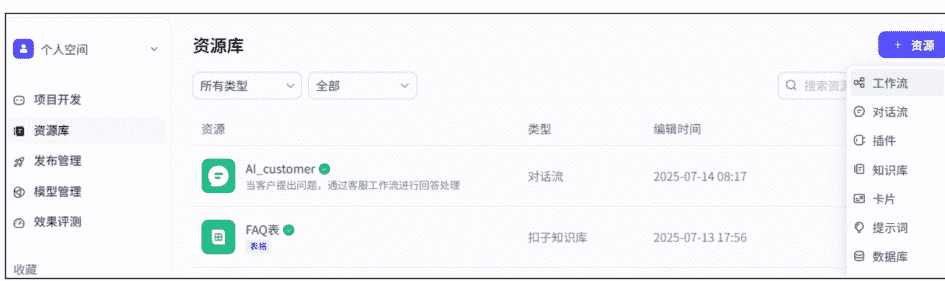 个人空间
项目开发
资源库
发布管理
模型管理
效果评测
收藏
资源库
+ 资源
所有类型
全部
搜索资源
资源 类型 编辑时间
AI_customer 对话流 2025-07-14 08:17
当客户提出问题，通过客服工作流进行回答处理
FAQ表 扣子知识库 2025-07-13 17:56
表格
工作流
对话流
插件
知识库
卡片
提示词
数据库